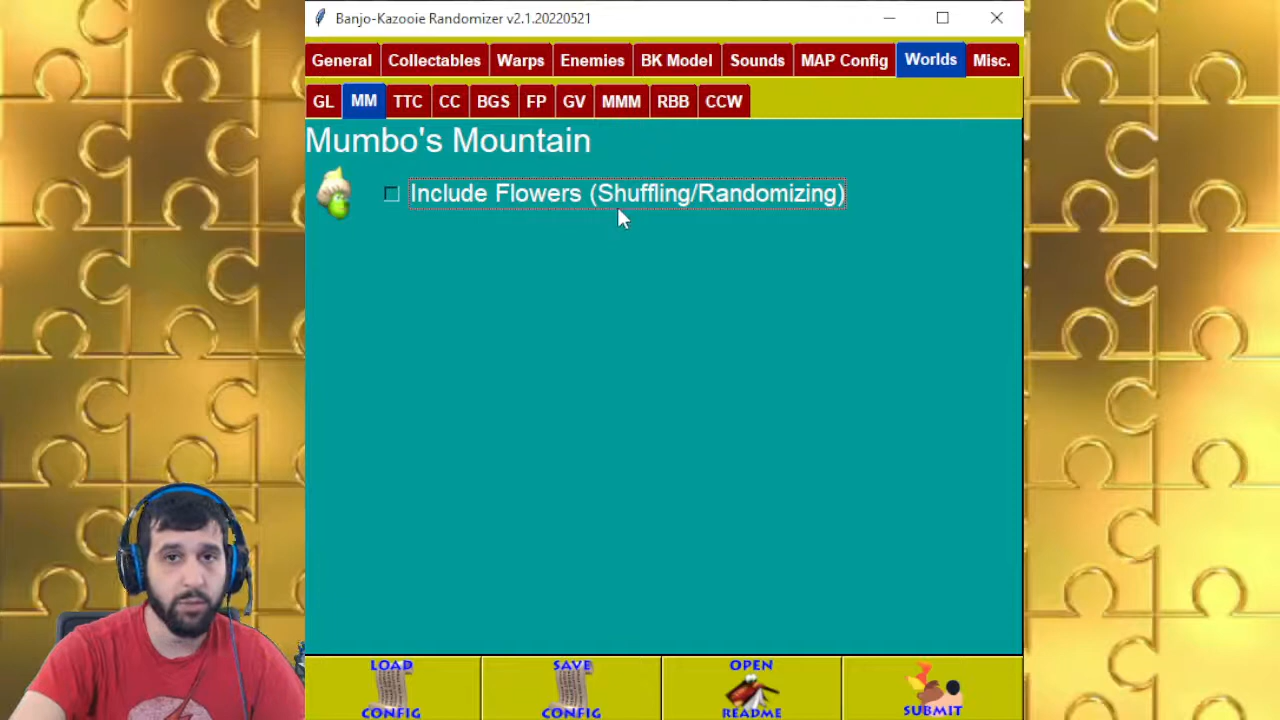 Banjo-Kazooie Randomizer v2.1.20220521
General Collectables Warps Enemies BK Model Sounds MAP Config Worlds Misc.
GL MM TTC CC BGS FP GV MMM RBB CCW
Mumbo's Mountain
Include Flowers (Shuffling/Randomizing)
LOAD CONFIG
SAVE CONFIG
OPEN README
SUBMIT